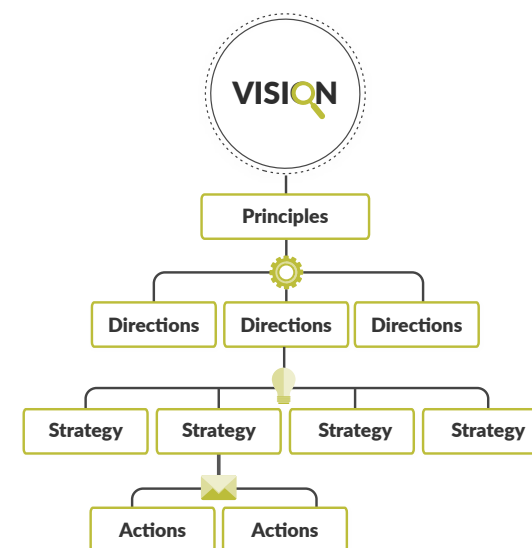 VISION
Principles
Directions Directions Directions
Strategy Strategy Strategy Strategy
Actions Actions